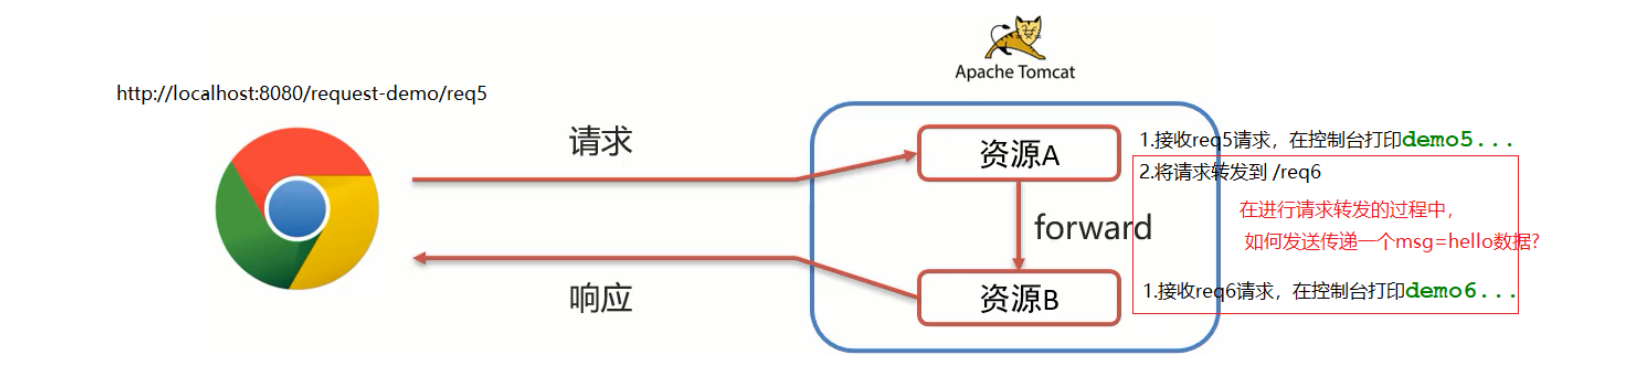 Apache Tomcat
http://localhost:8080/request-demo/req5
请求
资源A
1.接收req5请求，在控制台打印demo5...
2.将请求转发到 /req6
在进行请求转发的过程中，
如何发送传递一个msg=hello数据?
forward
响应
资源B
1.接收req6请求，在控制台打印demo6...